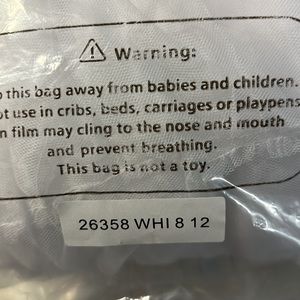 Warning:
this bag away from babies and children.
use in cribs, beds, carriages or playpens
film may cling to the nose and mouth
and prevent breathing.
This bag is not a toy.
26358 WHI 8 12